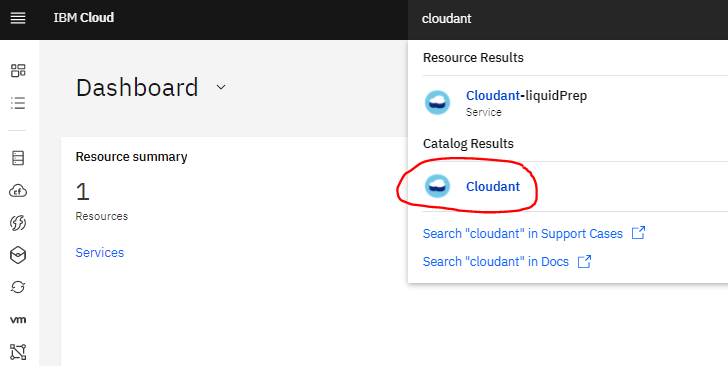 IBM Cloud
cloudant
Dashboard
Resource summary
1
Resources
Services
Resource Results
Cloudant-liquidPrep
Service
Catalog Results
Cloudant
Search "cloudant" in Support Cases
Search "cloudant" in Docs
cf
vm